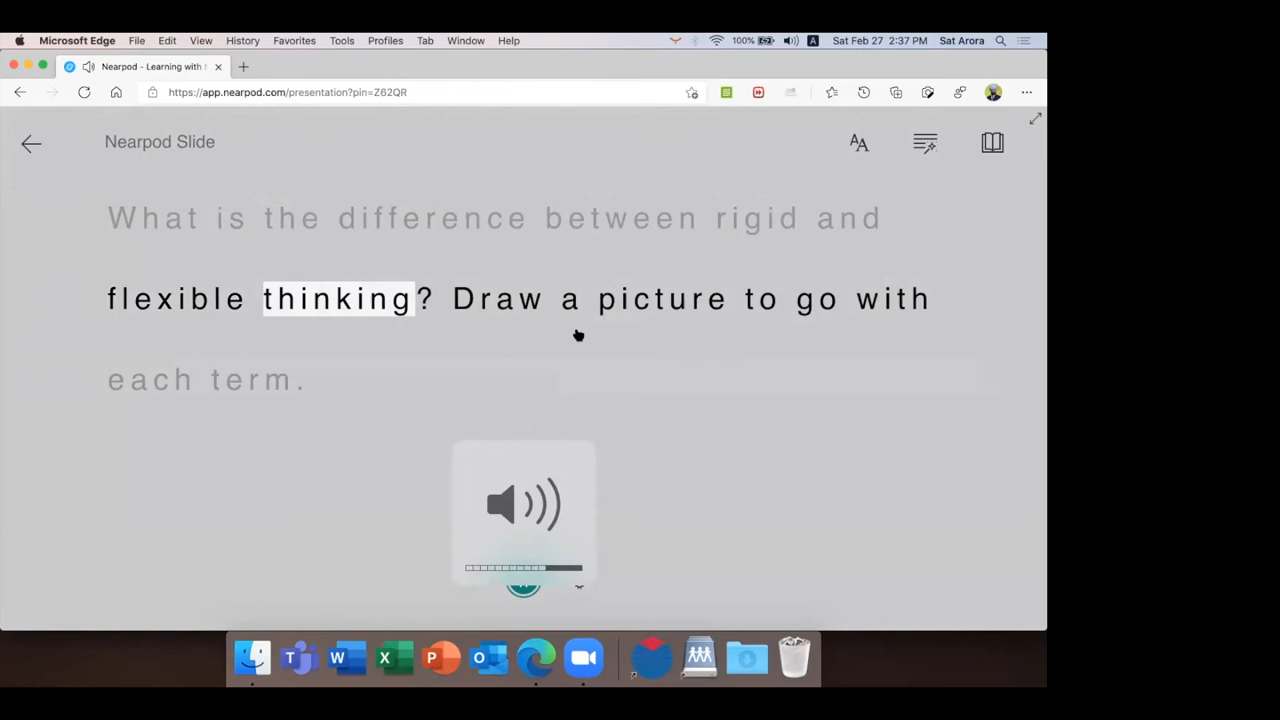 Microsoft Edge File Edit View History Favorites Tools Profiles Tab Window Help 100% A Sat Feb 27 2:37 PM Sat Arora
Nearpod - Learning with
https://app.nearpod.com/presentation?pin=Z62QR
Nearpod Slide
What is the difference between rigid and
flexible thinking? Draw a picture to go with
each term.